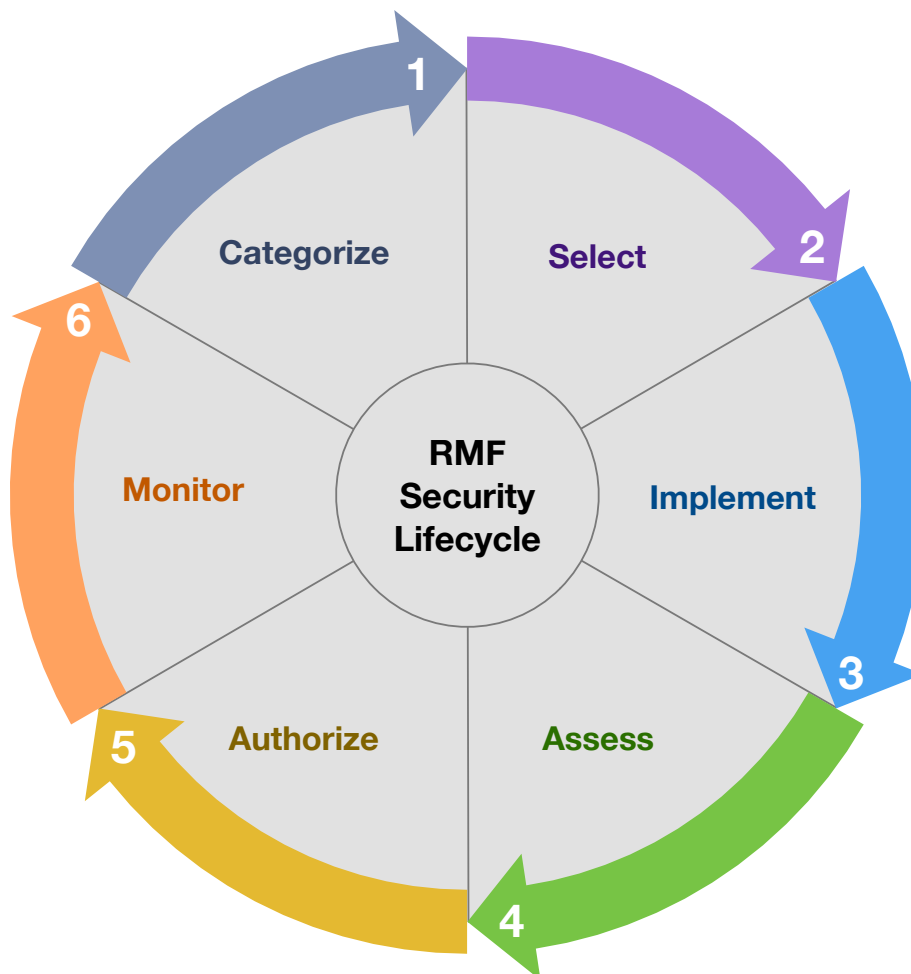 1
Categorize
2
Select
3
Implement
4
Assess
5
Authorize
6
Monitor
RMF
Security
Lifecycle